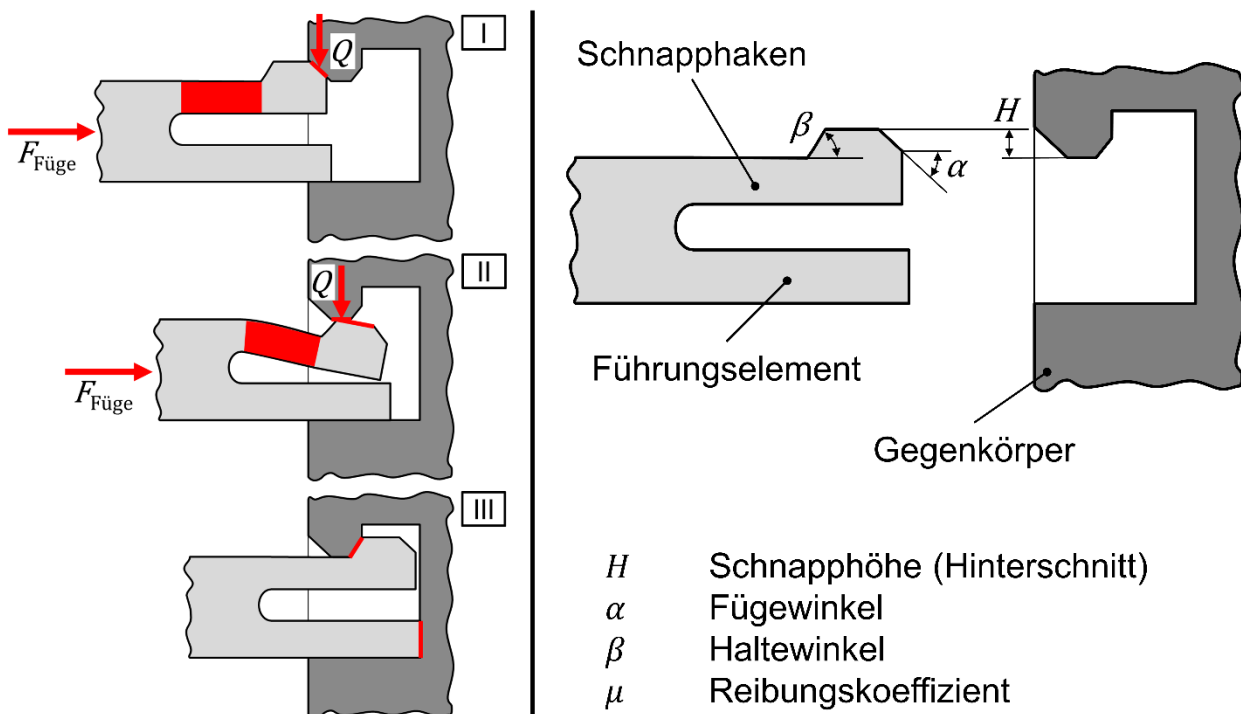 I
Q
F_Füge
II
Q
F_Füge
III
Schnapphaken
β
H
α
Führungselement
Gegenkörper
H Schnapphöhe (Hinterschnitt)
α Fügewinkel
β Haltewinkel
μ Reibungskoeffizient